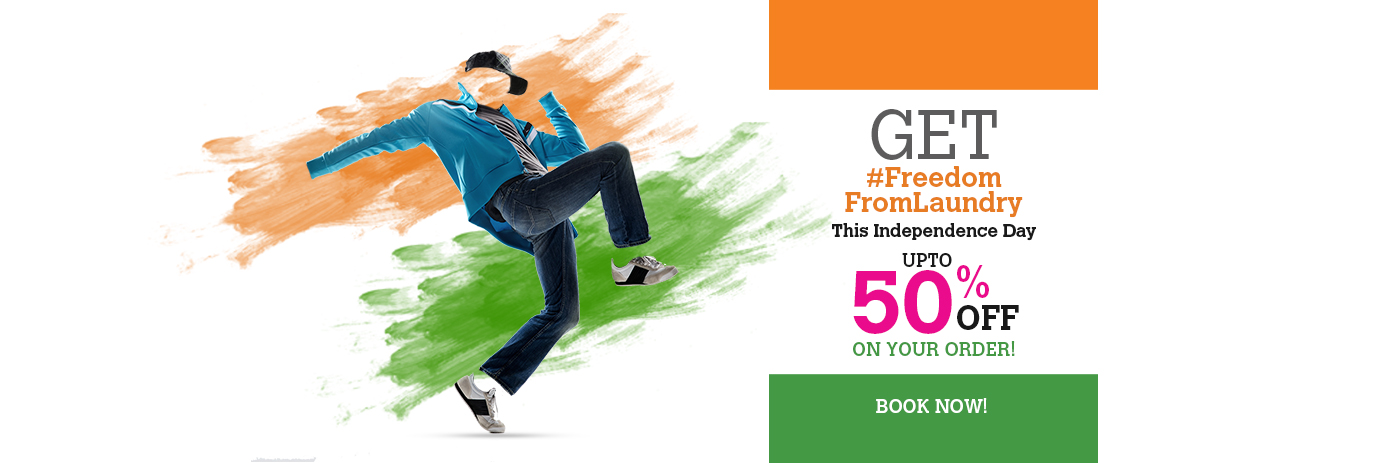 GET
#Freedom
FromLaundry
This Independence Day
UPTO
50% OFF
ON YOUR ORDER!
BOOK NOW!